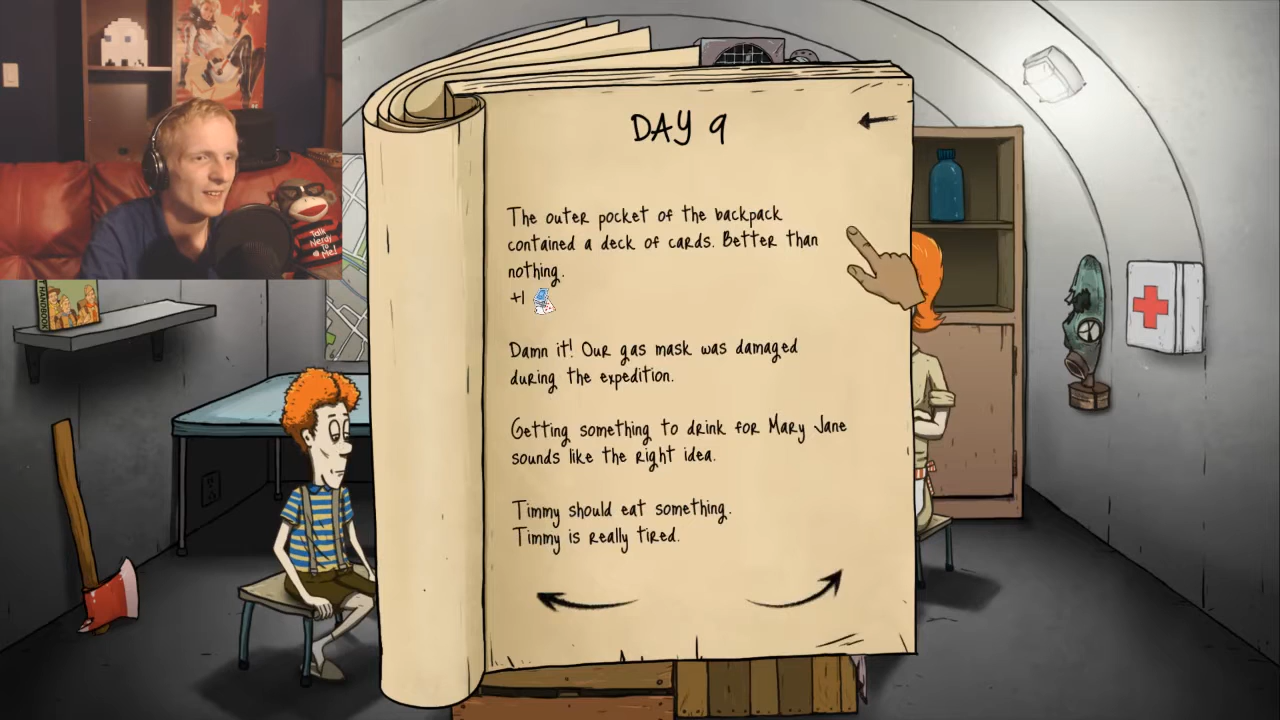 DAY 9
The outer pocket of the backpack
contained a deck of cards. Better than
nothing.
+1
Damn it! Our gas mask was damaged
during the expedition.
Getting something to drink for Mary Jane
sounds like the right idea.
Timmy should eat something.
Timmy is really tired.
Talk
Nerdy
to
Me!
HANDBOOK